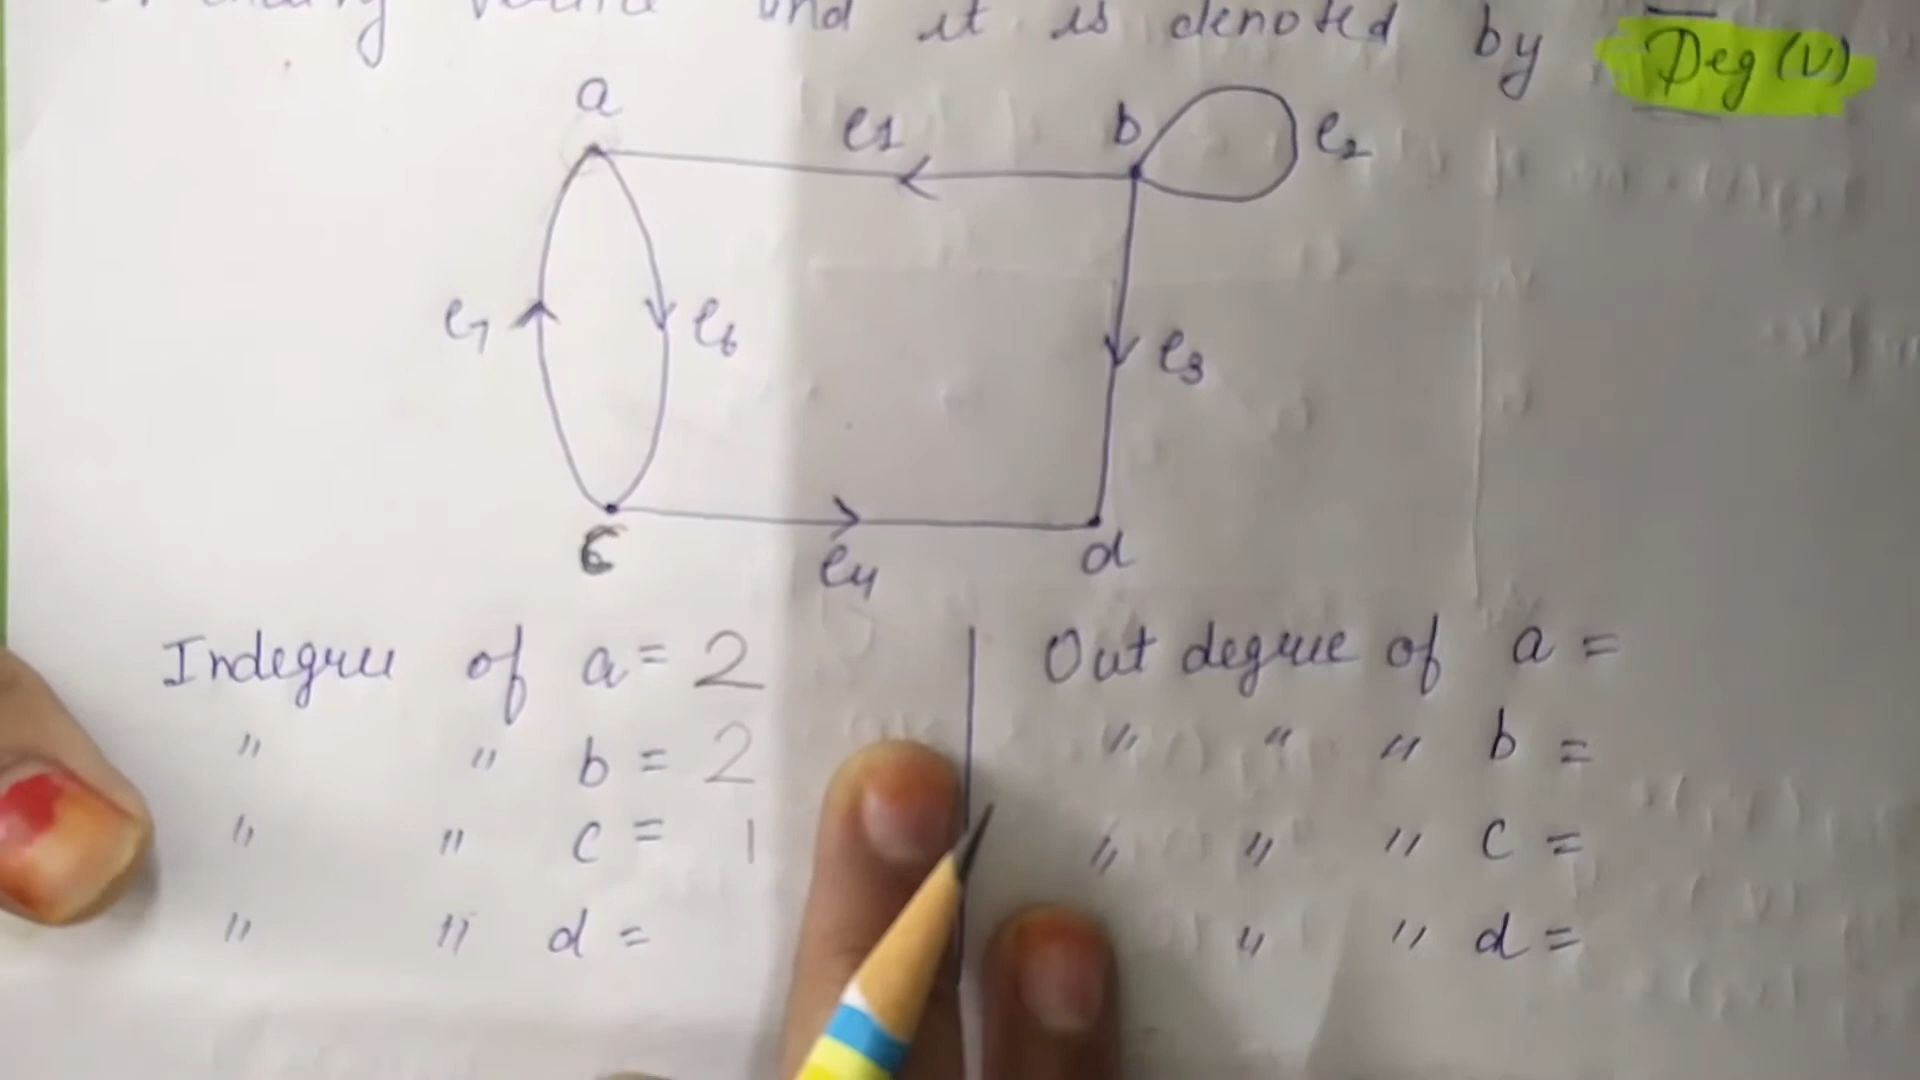 und it is denoted by Deg (V)
a
e1
b
e2
e7
e6
e3
c
e4
d
Indegree of a = 2
" " b = 2
" " c = 1
" " d =
Out degree of a =
" " " b =
" " " c =
" " d =